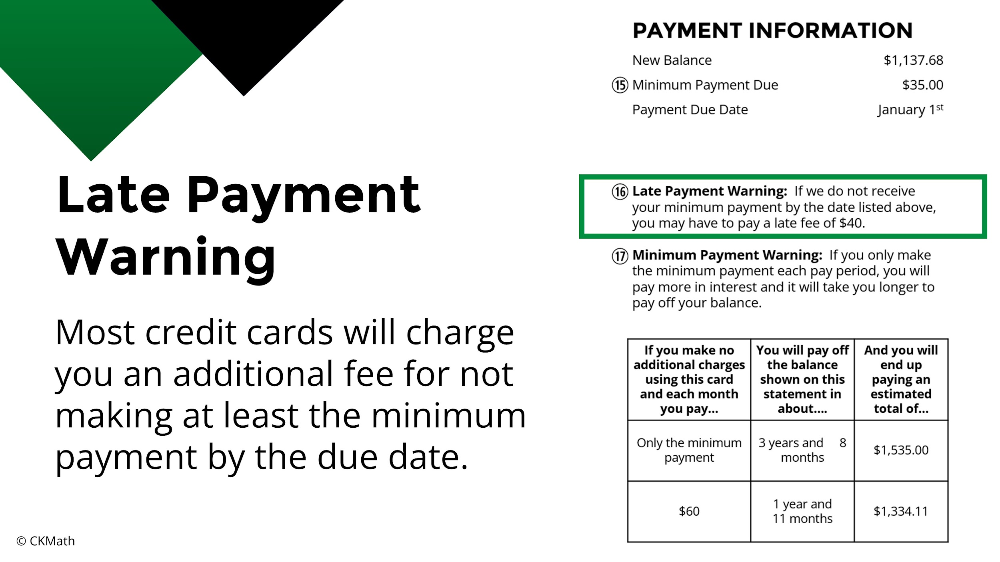 Late Payment
Warning
Most credit cards will charge
you an additional fee for not
making at least the minimum
payment by the due date.
© CKMath
PAYMENT INFORMATION
New Balance $1,137.68
⑮ Minimum Payment Due $35.00
Payment Due Date January 1st
⑯ Late Payment Warning: If we do not receive
your minimum payment by the date listed above,
you may have to pay a late fee of $40.
⑰ Minimum Payment Warning: If you only make
the minimum payment each pay period, you will
pay more in interest and it will take you longer to
pay off your balance.
If you make no
additional charges
using this card
and each month
you pay...
You will pay off
the balance
shown on this
statement in
about....
And you will
end up
paying an
estimated
total of...
Only the minimum
payment
3 years and 8
months
$1,535.00
$60
1 year and
11 months
$1,334.11